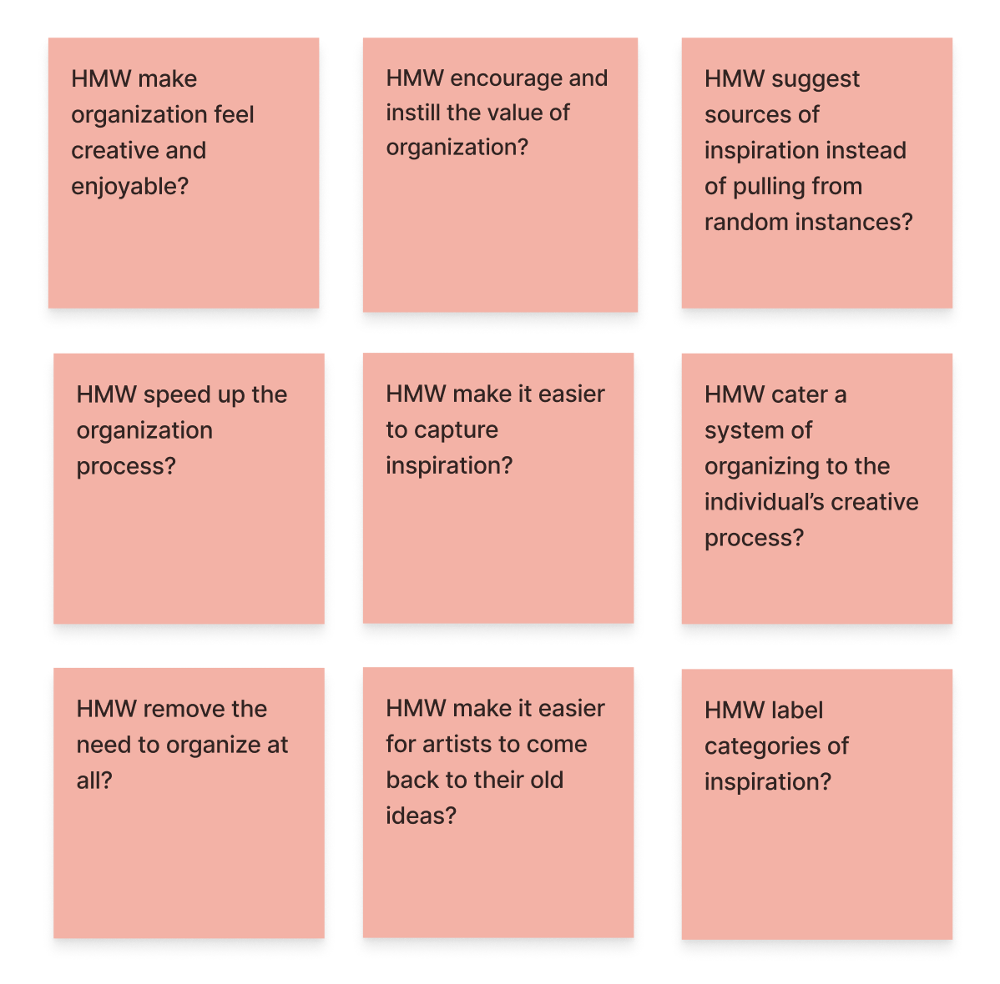 HMW make
organization feel
creative and
enjoyable?
HMW encourage and
instill the value of
organization?
HMW suggest
sources of
inspiration instead
of pulling from
random instances?
HMW speed up the
organization
process?
HMW make it easier
to capture
inspiration?
HMW cater a
system of
organizing to the
individual’s creative
process?
HMW remove the
need to organize at
all?
HMW make it easier
for artists to come
back to their old
ideas?
HMW label
categories of
inspiration?